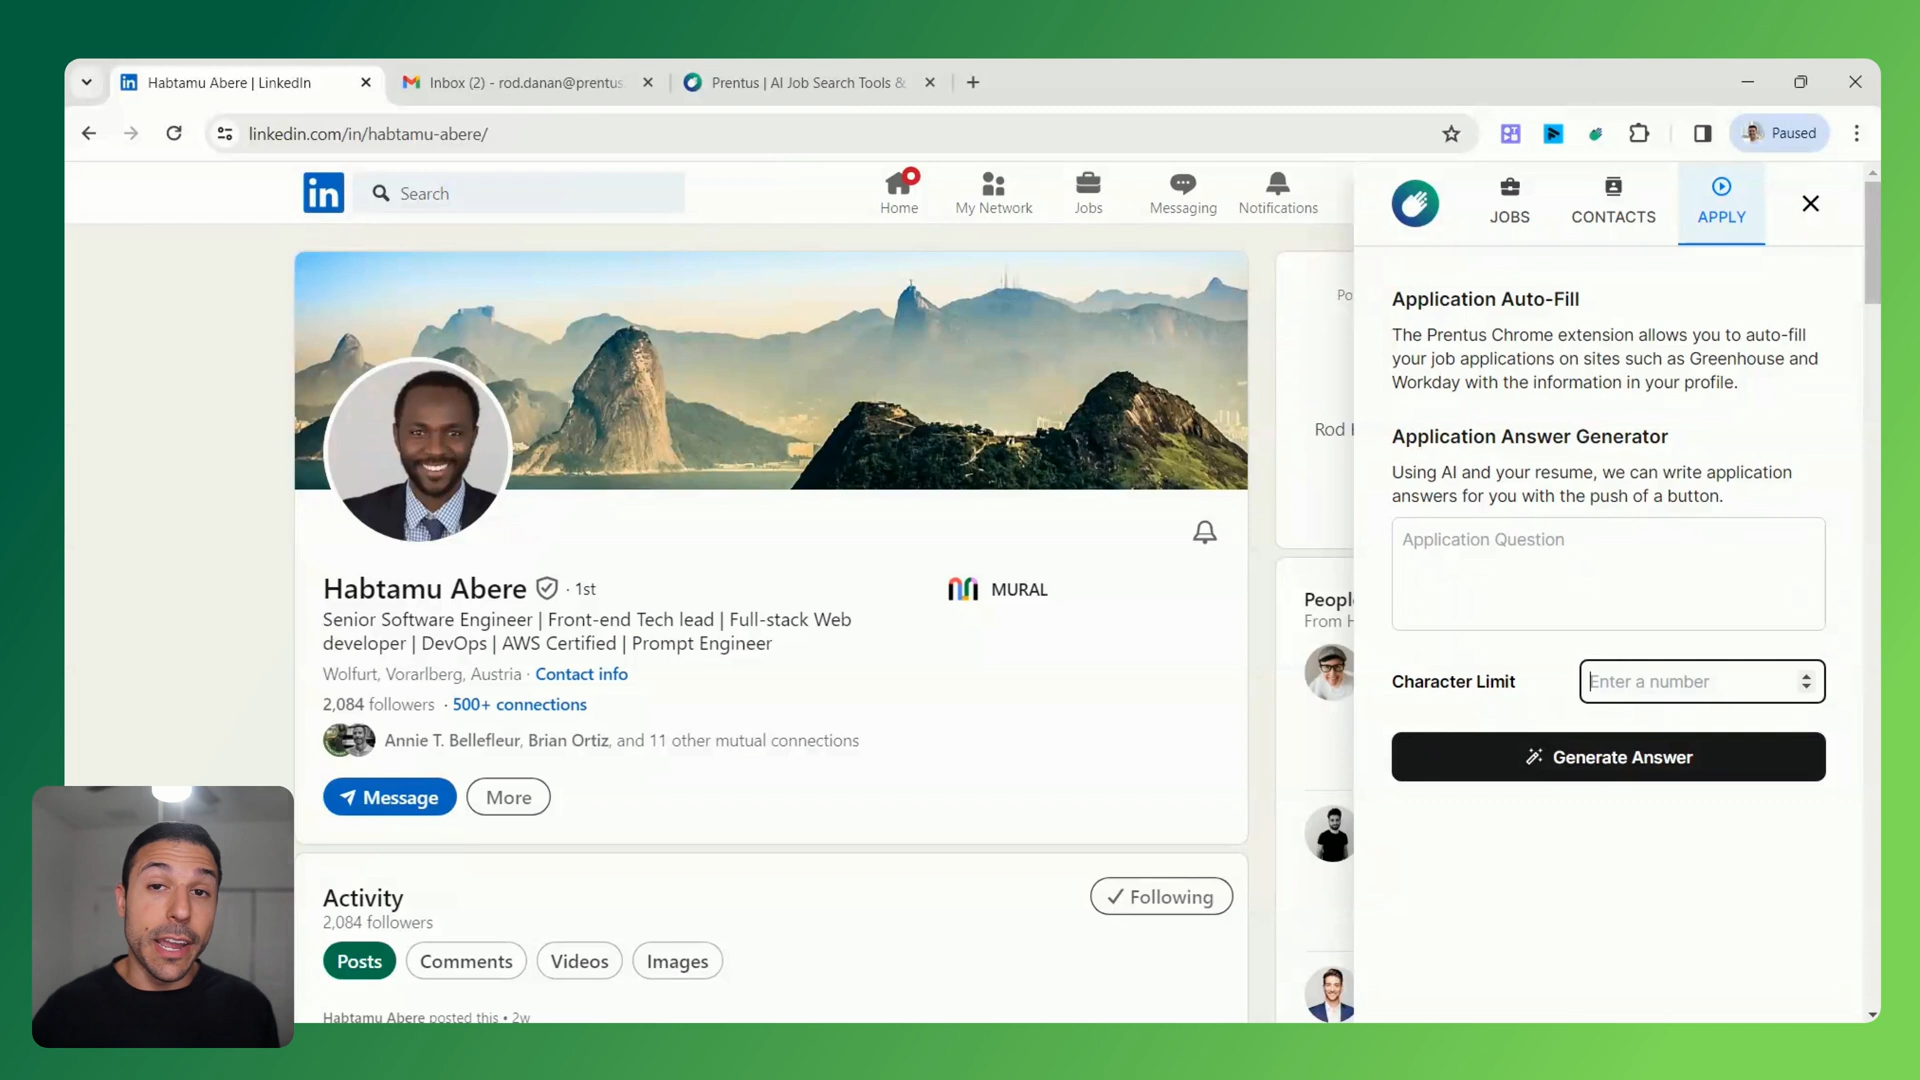 Habtamu Abere | LinkedIn
Inbox (2) - rod.danan@prentus.
Prentus | AI Job Search Tools &
linkedin.com/in/habtamu-abere/
Paused
in
Search
Home
My Network
Jobs
Messaging
Notifications
JOBS
CONTACTS
APPLY
Po
Rod
Application Auto-Fill
The Prentus Chrome extension allows you to auto-fill
your job applications on sites such as Greenhouse and
Workday with the information in your profile.
Application Answer Generator
Using AI and your resume, we can write application
answers for you with the push of a button.
Application Question
Character Limit
Enter a number
Generate Answer
Habtamu Abere · 1st
MURAL
Senior Software Engineer | Front-end Tech lead | Full-stack Web
developer | DevOps | AWS Certified | Prompt Engineer
Wolfurt, Vorarlberg, Austria · Contact info
2,084 followers · 500+ connections
Annie T. Bellefleur, Brian Ortiz, and 11 other mutual connections
Message
More
Peopl
From H
Activity
2,084 followers
Following
Posts
Comments
Videos
Images
Habtamu Abere posted this • 2w